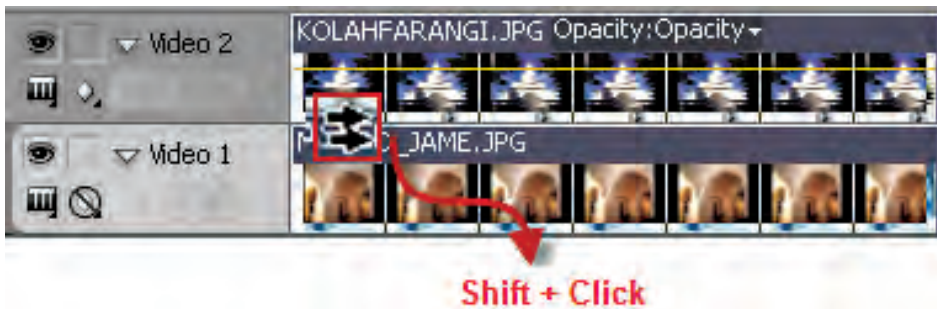 Video 2
KOLAHFARANGI.JPG Opacity:Opacity
Video 1
_JAME.JPG
Shift + Click